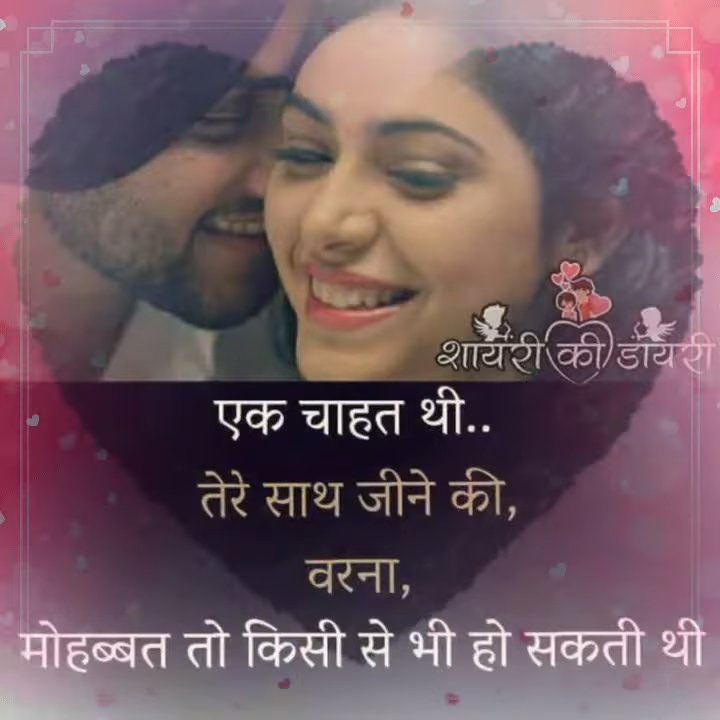 शायरी की डायरी
एक चाहत थी..
तेरे साथ जीने की,
वरना,
मोहब्बत तो किसी से भी हो सकती थी